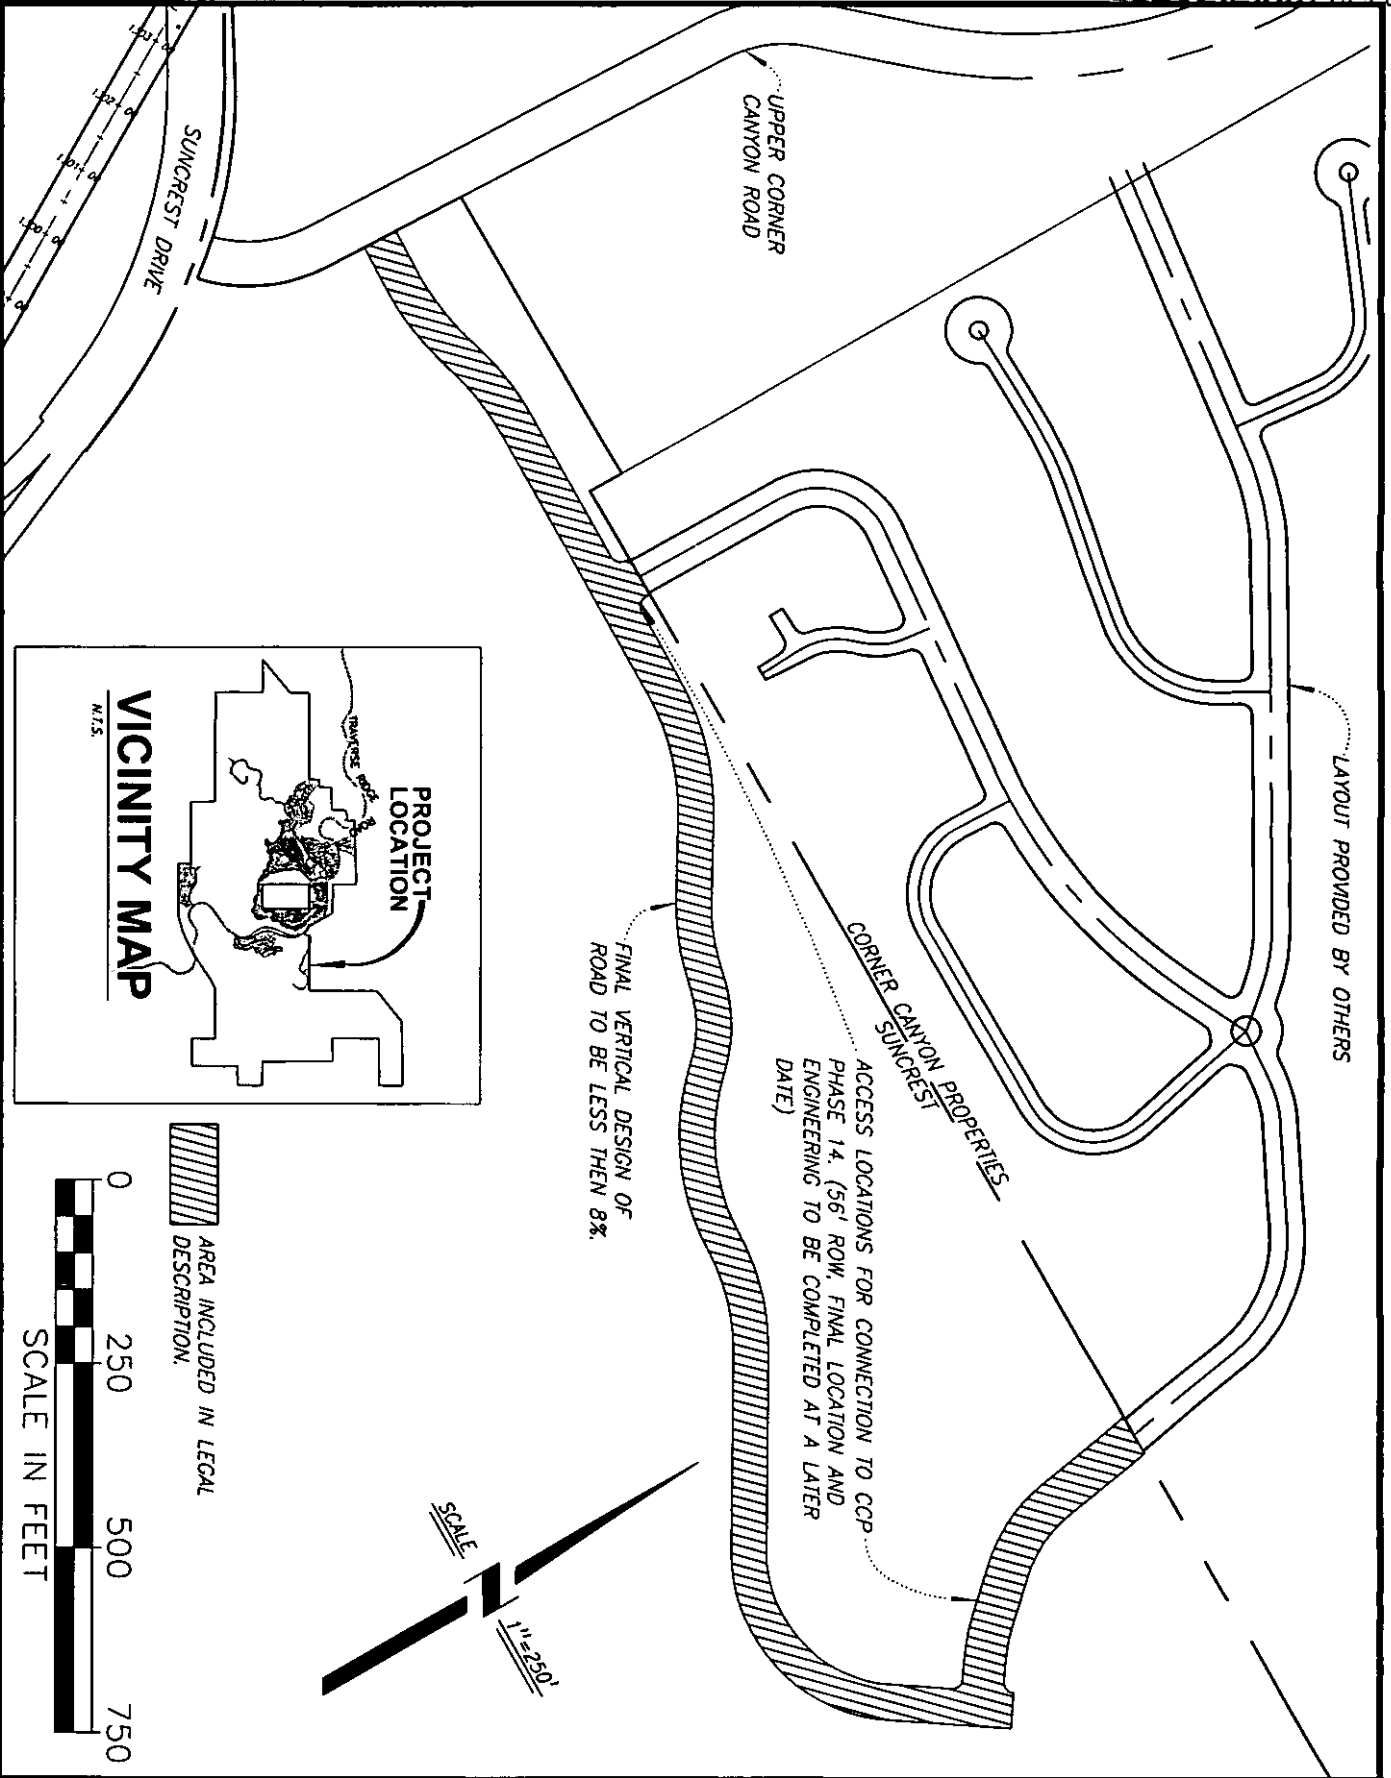 UPPER CORNER
CANYON ROAD
SUNCREST DRIVE
LAYOUT PROVIDED BY OTHERS
CORNER CANYON PROPERTIES
SUNCREST
ACCESS LOCATIONS FOR CONNECTION TO CCP
PHASE 14. (56' ROW, FINAL LOCATION AND
ENGINEERING TO BE COMPLETED AT A LATER
DATE)
FINAL VERTICAL DESIGN OF
ROAD TO BE LESS THEN 8%.
PROJECT
LOCATION
TRAVERSE RIDGE
VICINITY MAP
N.T.S.
AREA INCLUDED IN LEGAL
DESCRIPTION.
SCALE
1"=250'
0 250 500 750
SCALE IN FEET